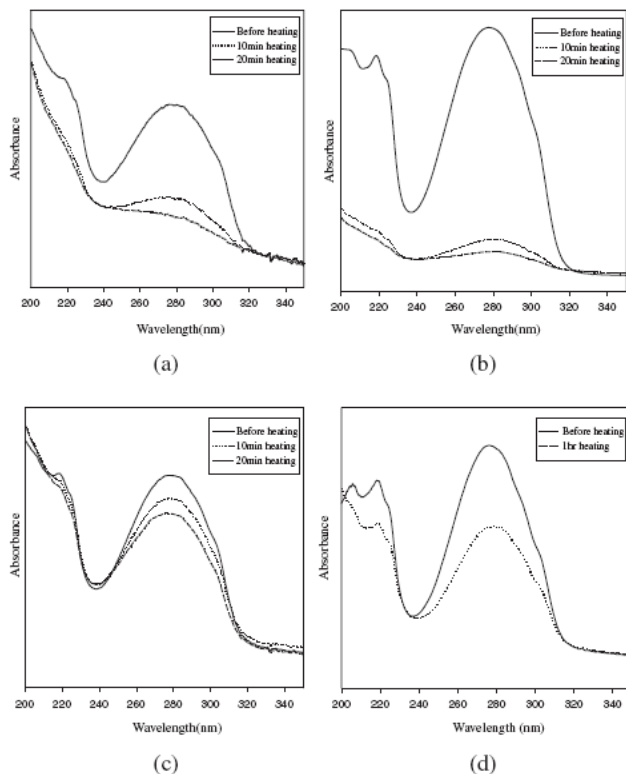 Before heating
10min heating
20min heating
Absorbance
200 220 240 260 280 300 320 340
Wavelength(nm)
(a)
Before heating
10min heating
20min heating
Absorbance
200 220 240 260 280 300 320 340
Wavelength(nm)
(b)
Before heating
10min heating
20min heating
Absorbance
200 220 240 260 280 300 320 340
Wavelength(nm)
(c)
Before heating
1hr heating
Absorbance
200 220 240 260 280 300 320 340
Wavelength (nm)
(d)